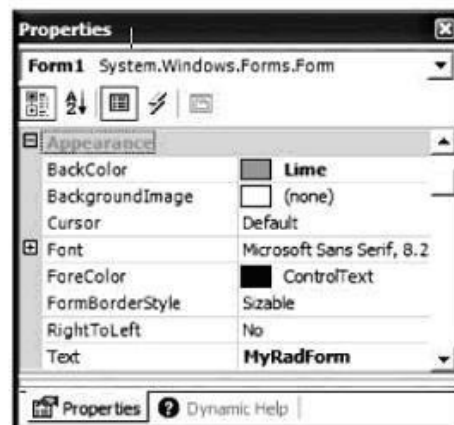 Properties
Form1 System.Windows.Forms.Form
Appearance
BackColor Lime
BackgroundImage (none)
Cursor Default
Font Microsoft Sans Serif, 8.2
ForeColor ControlText
FormBorderStyle Sizable
RightToLeft No
Text MyRadForm
Properties Dynamic Help